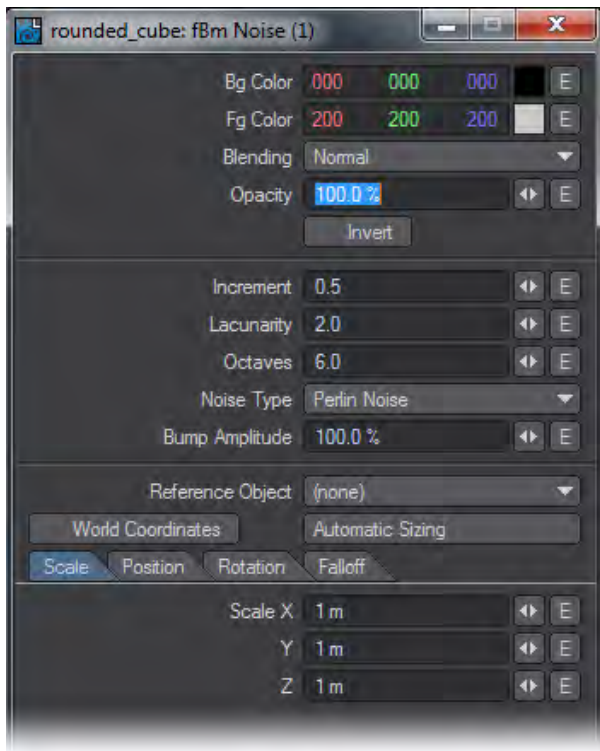 rounded_cube: fBm Noise (1)
Bg Color 000 000 000 E
Fg Color 200 200 200 E
Blending Normal
Opacity 100.0 % E
Invert
Increment 0.5 E
Lacunarity 2.0 E
Octaves 6.0 E
Noise Type Perlin Noise
Bump Amplitude 100.0 % E
Reference Object (none)
World Coordinates Automatic Sizing
Scale Position Rotation Falloff
Scale X 1 m E
Y 1 m E
Z 1 m E